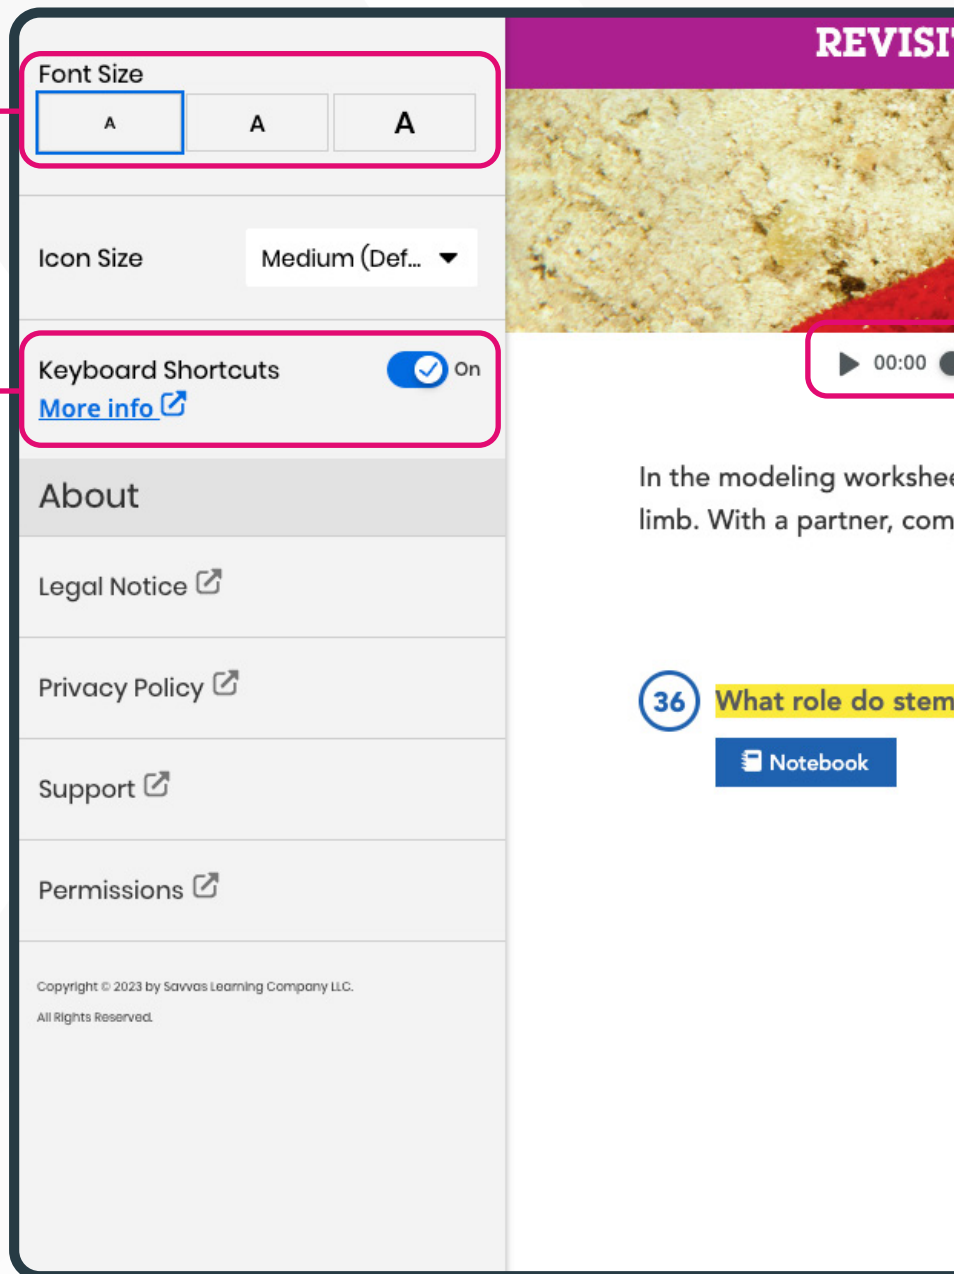 Font Size
A A A
Icon Size Medium (Def...
Keyboard Shortcuts On
More info
About
Legal Notice
Privacy Policy
Support
Permissions
Copyright © 2023 by Savvas Learning Company LLC.
All Rights Reserved.
REVISI
00:00
In the modeling workshee
limb. With a partner, com
36 What role do stem
Notebook